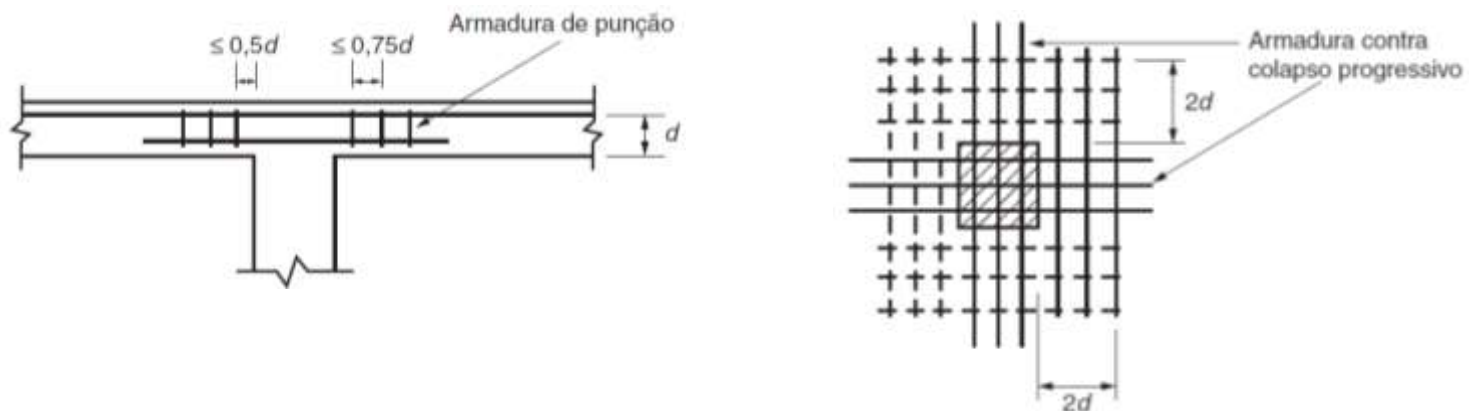 Armadura de punção
≤ 0,5d
≤ 0,75d
d
Armadura contra
colapso progressivo
2d
2d